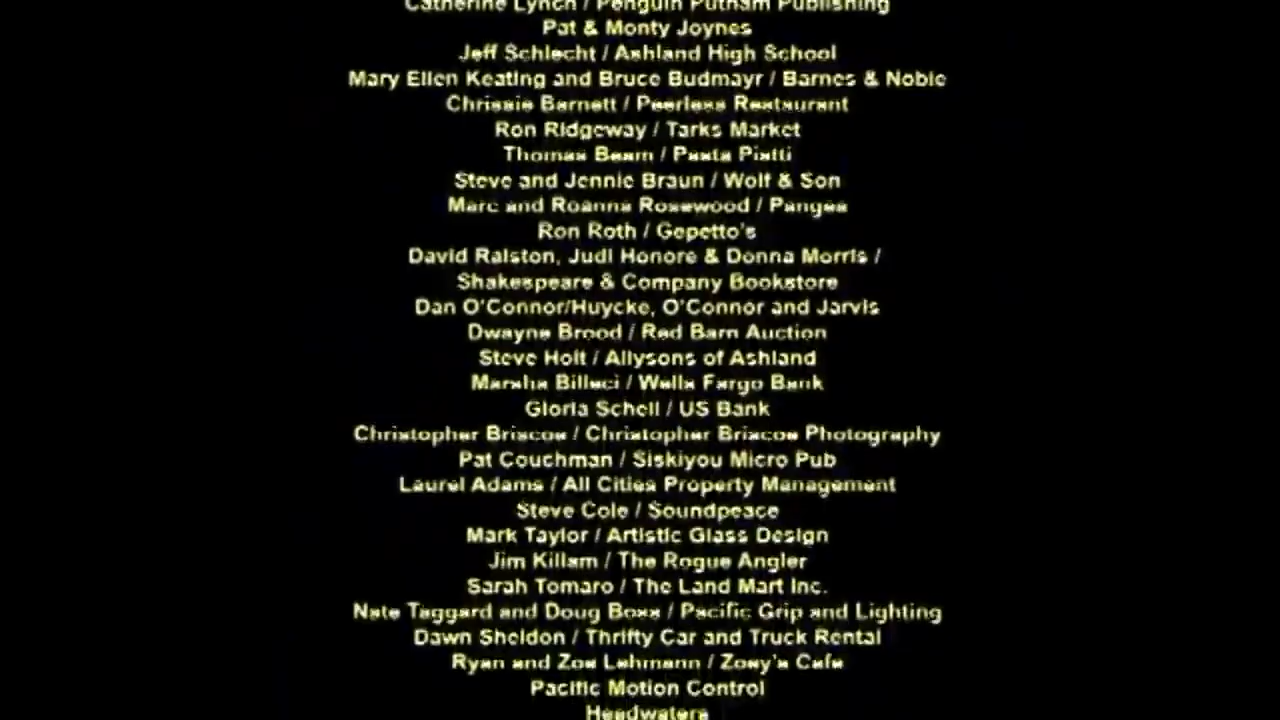 Catherine Lynch / Penguin Putnam Publishing
Pat & Monty Joynes
Jeff Schlecht / Ashland High School
Mary Ellen Keating and Bruce Budmayr / Barnes & Noble
Chrissie Barnett / Peerless Restaurant
Ron Ridgeway / Tarks Market
Thomas Beam / Pasta Piatti
Steve and Jennie Braun / Wolf & Son
Marc and Roanna Rosewood / Pangea
Ron Roth / Gepetto's
David Ralston, Judi Honore & Donna Morris /
Shakespeare & Company Bookstore
Dan O'Connor/Huycke, O'Connor and Jarvis
Dwayne Brood / Red Barn Auction
Steve Holt / Allysons of Ashland
Marsha Billeci / Wells Fargo Bank
Gloria Schell / US Bank
Christopher Briscoe / Christopher Briscoe Photography
Pat Couchman / Siskiyou Micro Pub
Laurel Adams / All Cities Property Management
Steve Cole / Soundpeace
Mark Taylor / Artistic Glass Design
Jim Killam / The Rogue Angler
Sarah Tomaro / The Land Mart Inc.
Nate Taggard and Doug Boss / Pacific Grip and Lighting
Dawn Sheldon / Thrifty Car and Truck Rental
Ryan and Zoe Lehmann / Zoey's Cafe
Pacific Motion Control
Headwaters